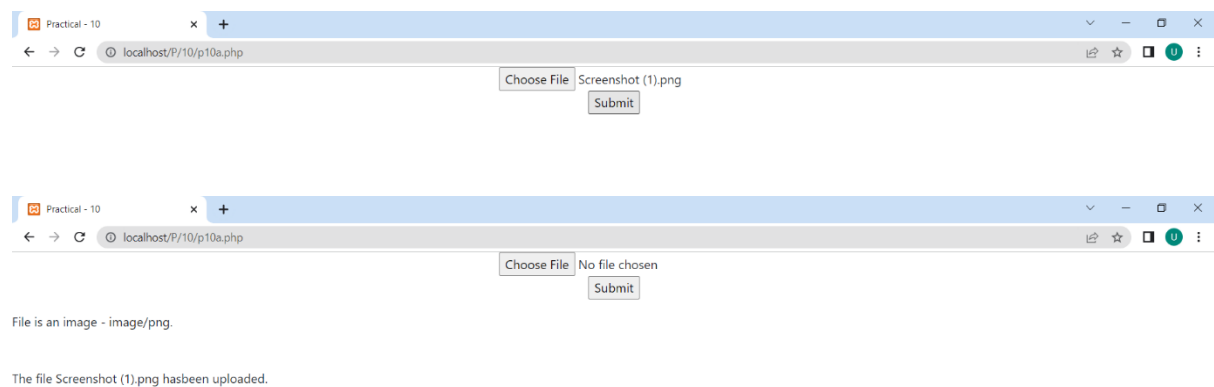 Practical - 10
localhost/P/10/p10a.php
U
Choose File Screenshot (1).png
Submit
Practical - 10
localhost/P/10/p10a.php
U
Choose File No file chosen
Submit
File is an image - image/png.
The file Screenshot (1).png hasbeen uploaded.